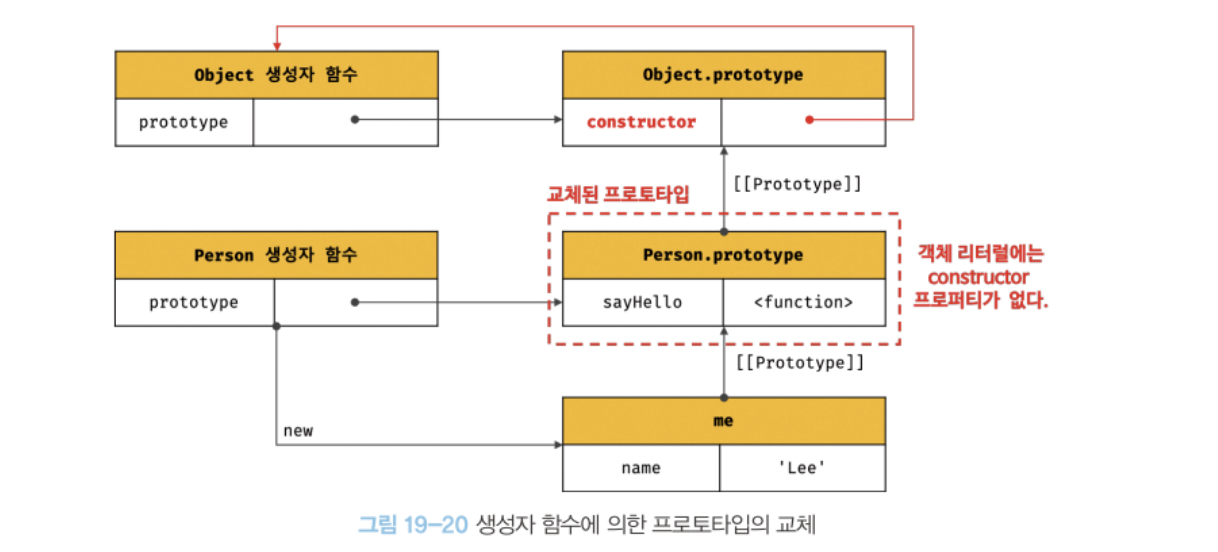 Object 생성자 함수
prototype
Object.prototype
constructor
[[Prototype]]
교체된 프로토타입
Person 생성자 함수
prototype
Person.prototype
sayHello
<function>
객체 리터럴에는
constructor
프로퍼티가 없다.
[[Prototype]]
new
me
name
'Lee'
그림 19-20 생성자 함수에 의한 프로토타입의 교체